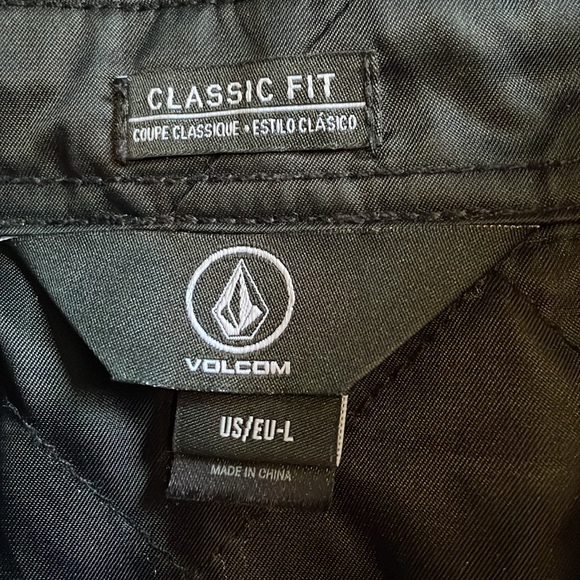 CLASSIC FIT
COUPE CLASSIQUE • ESTILO CLÁSICO
VOLCOM
US/EU-L
MADE IN CHINA